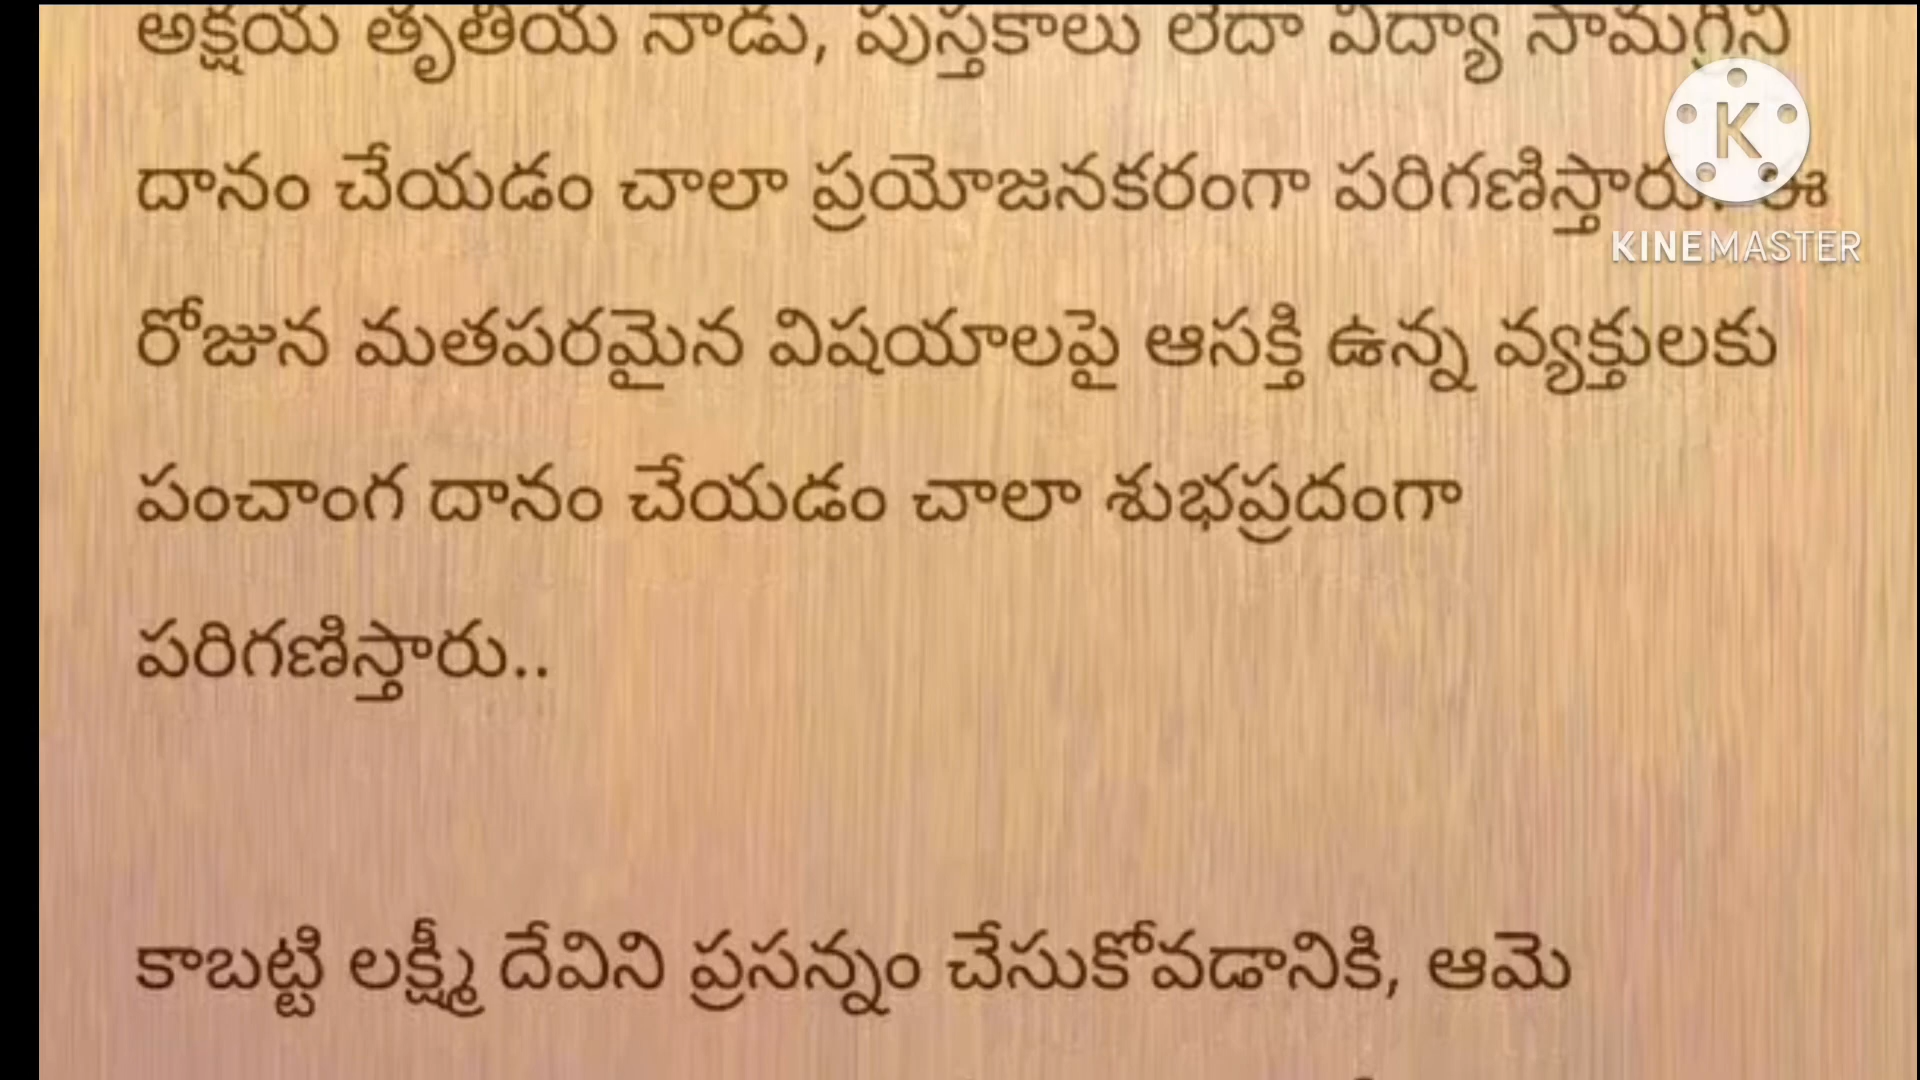 అక్షయ తృతీయ నాడు, పుస్తకాలు లేదా విద్యా సామగ్రిని
దానం చేయడం చాలా ప్రయోజనకరంగా పరిగణిస్తారు. ఈ
రోజున మతపరమైన విషయాలపై ఆసక్తి ఉన్న వ్యక్తులకు
పంచాంగ దానం చేయడం చాలా శుభప్రదంగా
పరిగణిస్తారు..
కాబట్టి లక్ష్మీ దేవిని ప్రసన్నం చేసుకోవడానికి, ఆమె
K
KINEMASTER